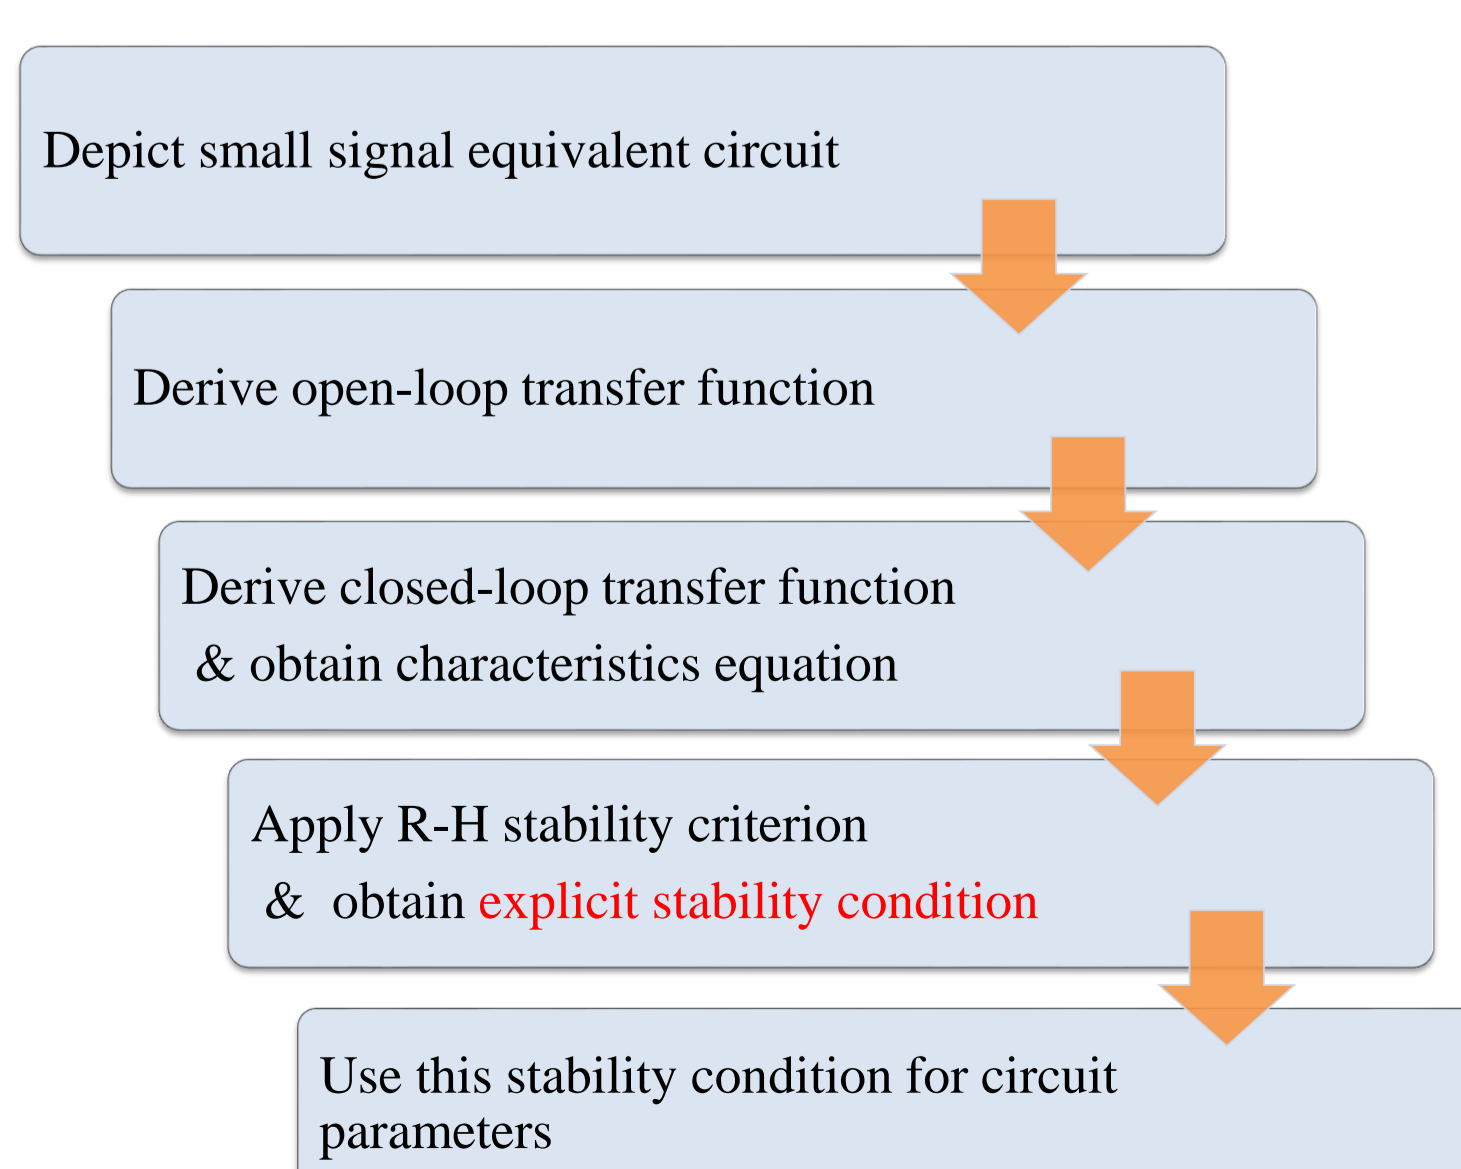 Depict small signal equivalent circuit
Derive open-loop transfer function
Derive closed-loop transfer function
& obtain characteristics equation
Apply R-H stability criterion
& obtain explicit stability condition
Use this stability condition for circuit
parameters